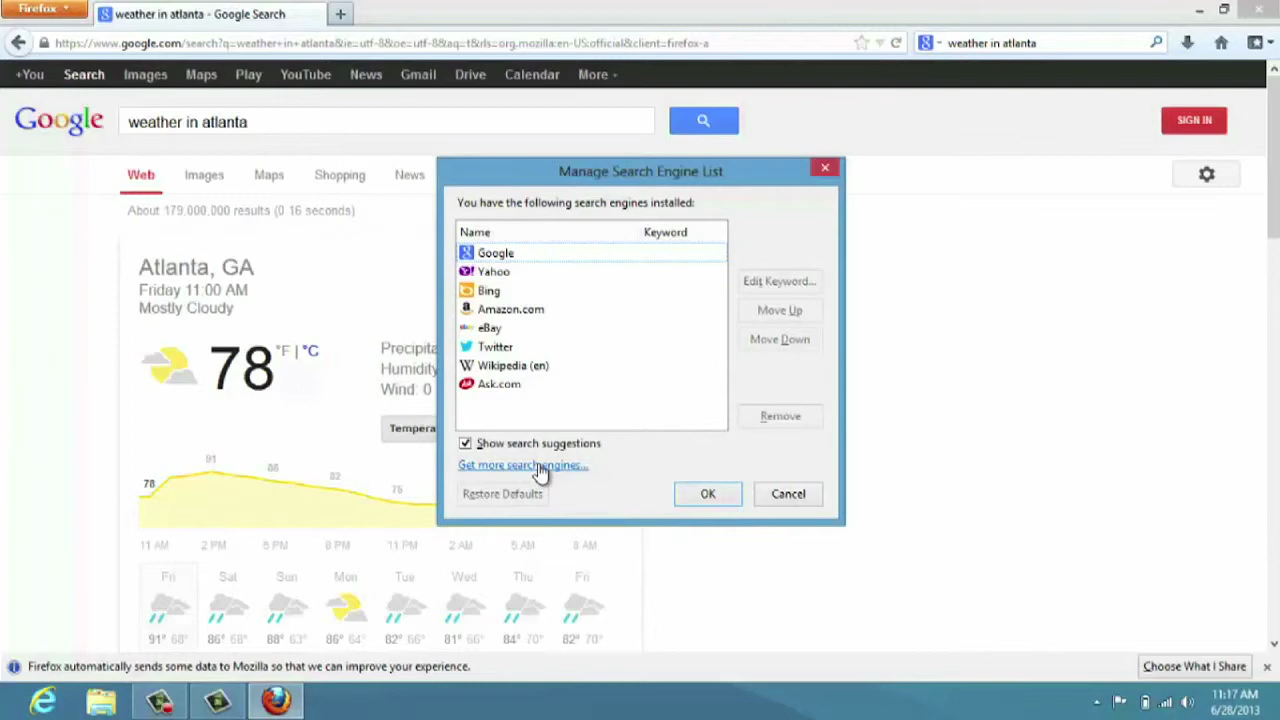 Firefox
weather in atlanta - Google Search
https://www.google.com/search?q=weather+in+atlanta&ie=utf-8&oe=utf-8&aq=t&rls=org.mozilla:en-US:official&client=firefox-a
weather in atlanta
+You Search Images Maps Play YouTube News Gmail Drive Calendar More
Google
weather in atlanta
SIGN IN
Web Images Maps Shopping News
About 179,000,000 results (0.16 seconds)
Atlanta, GA
Friday 11:00 AM
Mostly Cloudy
78 °F | °C
Precipita
Humidity
Wind: 0
Tempera
78 91 86 82 75
11 AM 2 PM 5 PM 8 PM 11 PM 2 AM 5 AM 8 AM
Fri Sat Sun Mon Tue Wed Thu Fri
91° 68° 86° 68° 88° 63° 86° 64° 82° 66° 81° 66° 84° 70° 82° 70°
Manage Search Engine List
You have the following search engines installed:
Name Keyword
Google
Yahoo
Bing
Amazon.com
eBay
Twitter
Wikipedia (en)
Ask.com
Edit Keyword...
Move Up
Move Down
Remove
Show search suggestions
Get more search engines...
Restore Defaults OK Cancel
Firefox automatically sends some data to Mozilla so that we can improve your experience.
Choose What I Share
11:17 AM
6/28/2013